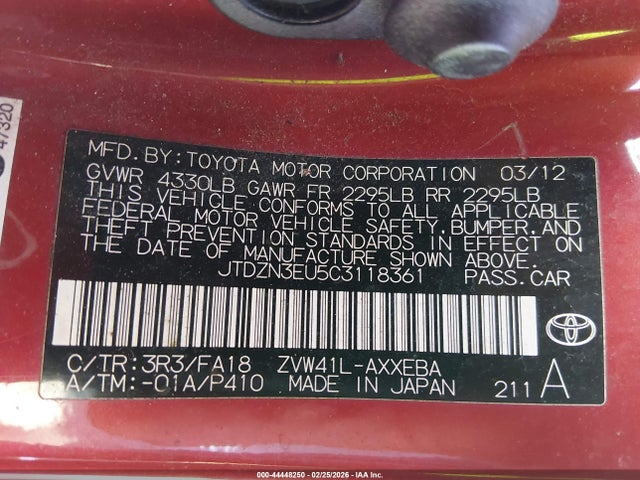 47320
MFD. BY: TOYOTA MOTOR CORPORATION 03/12
GVWR 4330LB GAWR FR 2295LB RR 2295LB
THIS VEHICLE CONFORMS TO ALL APPLICABLE
FEDERAL MOTOR VEHICLE SAFETY, BUMPER, AND
THEFT PREVENTION STANDARDS IN EFFECT ON
THE DATE OF MANUFACTURE SHOWN ABOVE.
JTDZN3EU5C3118361 PASS. CAR
C/TR: 3R3/FA18 ZVW41L-AXXEBA
A/TM: -01A/P410 MADE IN JAPAN 211 A
000-44448250 - 02/25/2026 - IAA Inc.